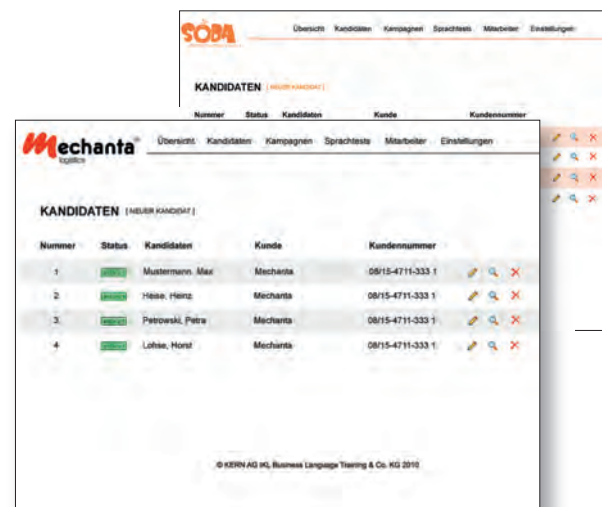 SOBA
Übersicht Kandidaten Kampagnen Sprachtests Mitarbeiter Einstellungen
KANDIDATEN [ NEUER KANDIDAT ]
Nummer Status Kandidaten Kunde Kundennummer
Mechanta
logistics
Übersicht Kandidaten Kampagnen Sprachtests Mitarbeiter Einstellungen
KANDIDATEN [ NEUER KANDIDAT ]
Nummer Status Kandidaten Kunde Kundennummer
1 Mustermann, Max Mechanta 08/15-4711-333 1
2 Heise, Heinz Mechanta 08/15-4711-333 1
3 Petrowski, Petra Mechanta 08/15-4711-333 1
4 Lohse, Horst Mechanta 08/15-4711-333 1
© KERN AG IKL Business Language Training & Co. KG 2010